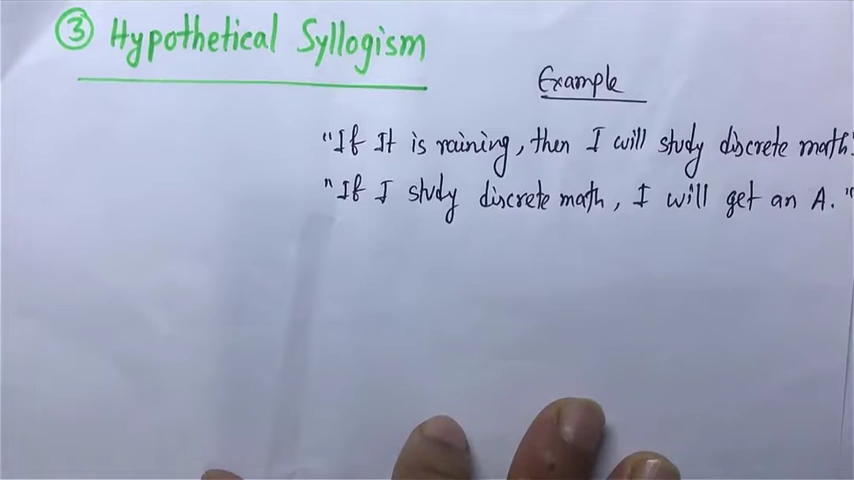 ③ Hypothetical Syllogism
Example
"If It is raining, then I will study discrete math"
"If I study discrete math, I will get an A."